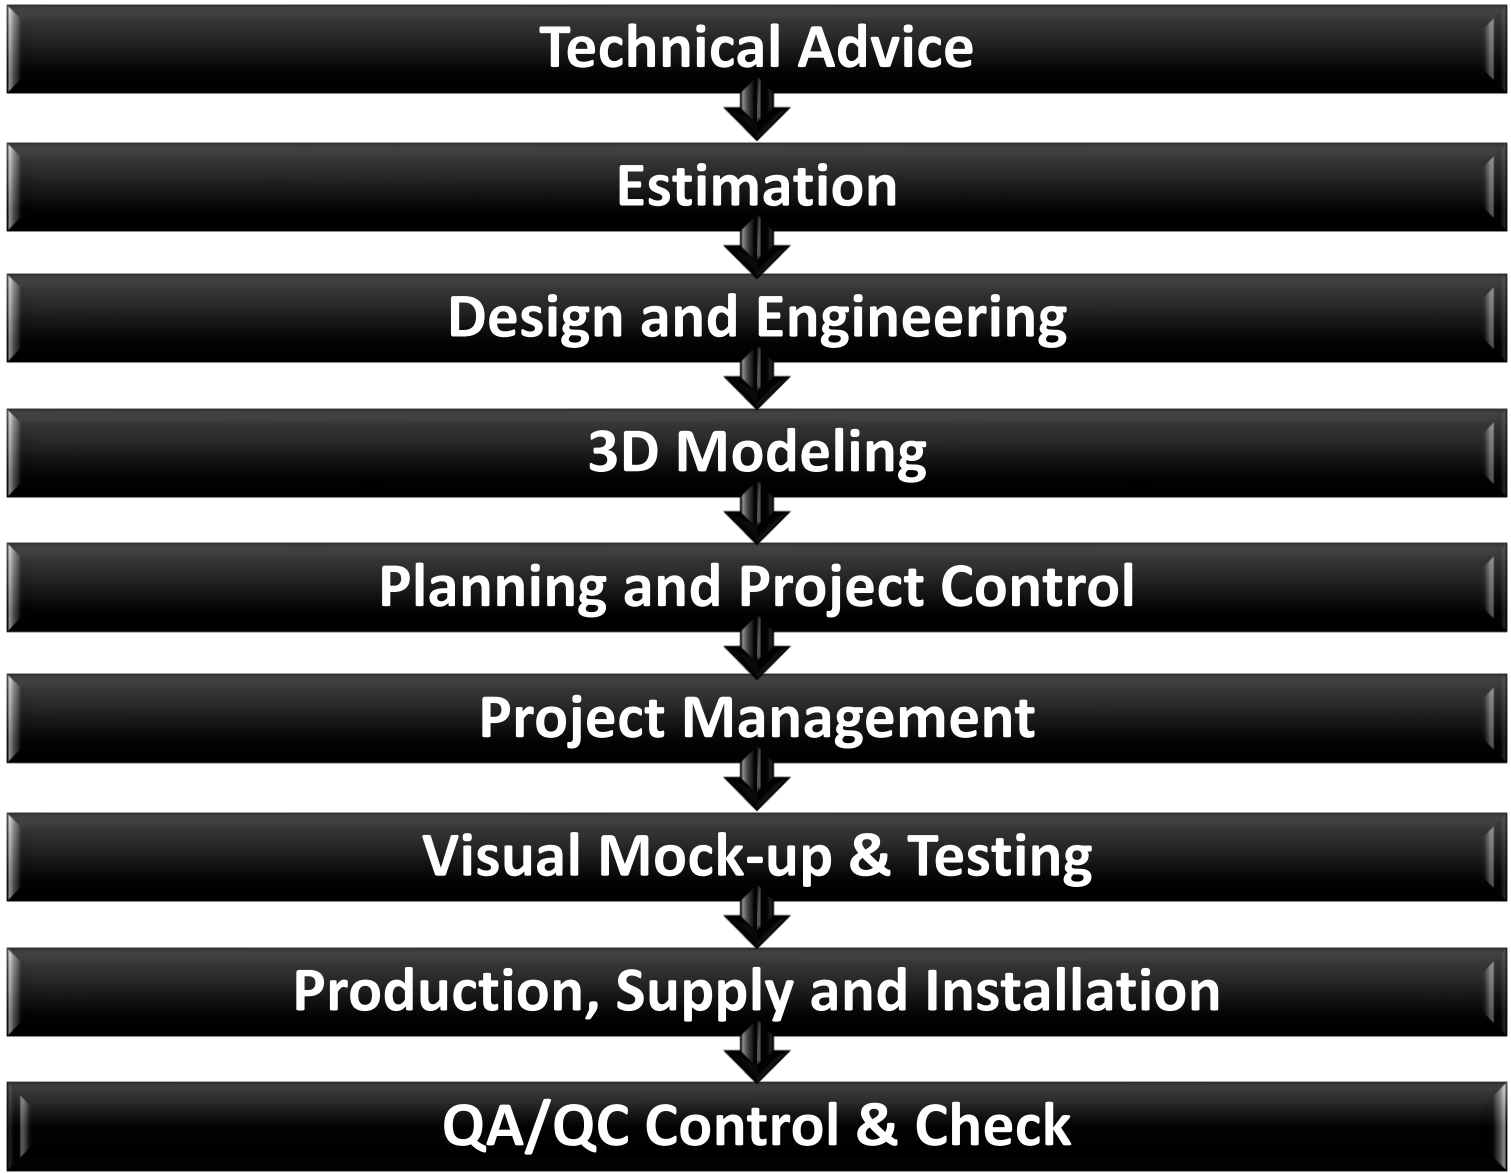 Technical Advice
Estimation
Design and Engineering
3D Modeling
Planning and Project Control
Project Management
Visual Mock-up & Testing
Production, Supply and Installation
QA/QC Control & Check